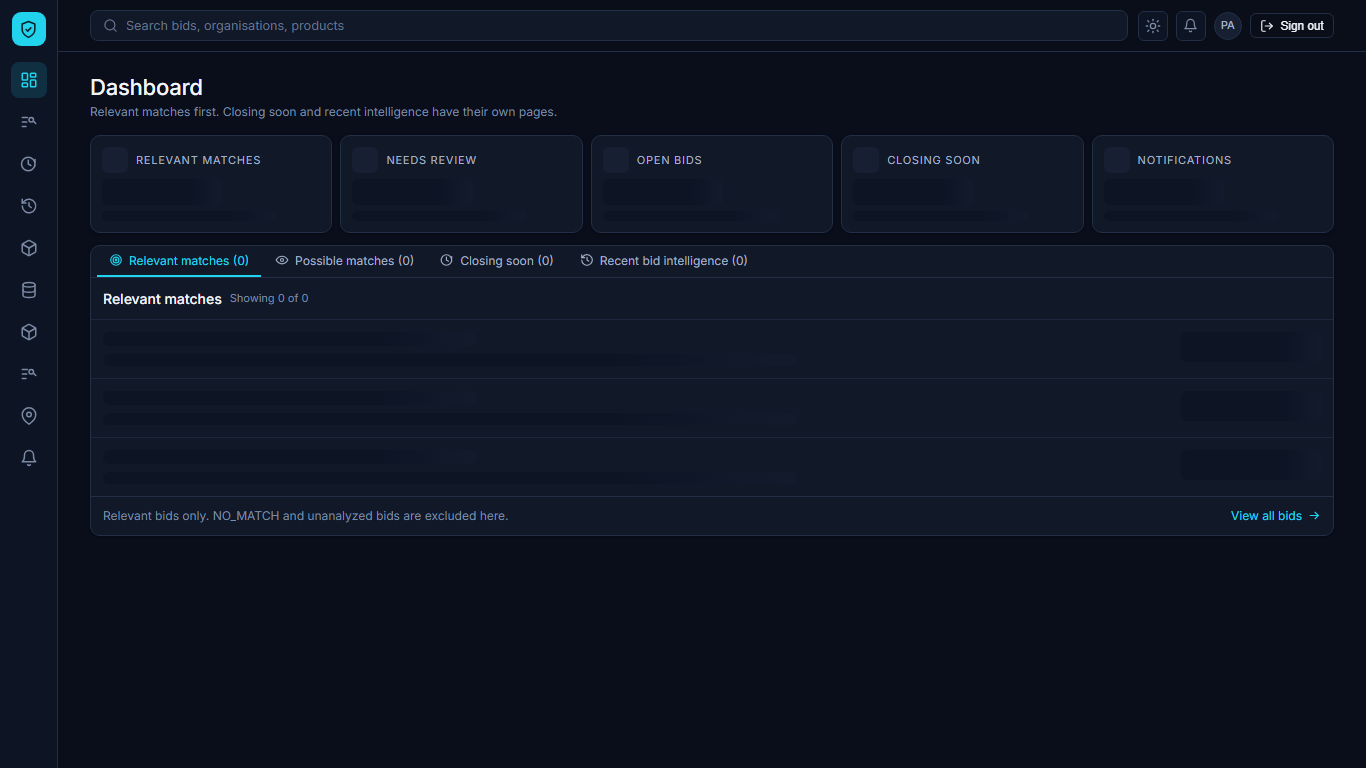 Search bids, organisations, products
PA
Sign out
Dashboard
Relevant matches first. Closing soon and recent intelligence have their own pages.
RELEVANT MATCHES
NEEDS REVIEW
OPEN BIDS
CLOSING SOON
NOTIFICATIONS
Relevant matches (0)
Possible matches (0)
Closing soon (0)
Recent bid intelligence (0)
Relevant matches Showing 0 of 0
Relevant bids only. NO_MATCH and unanalyzed bids are excluded here.
View all bids →